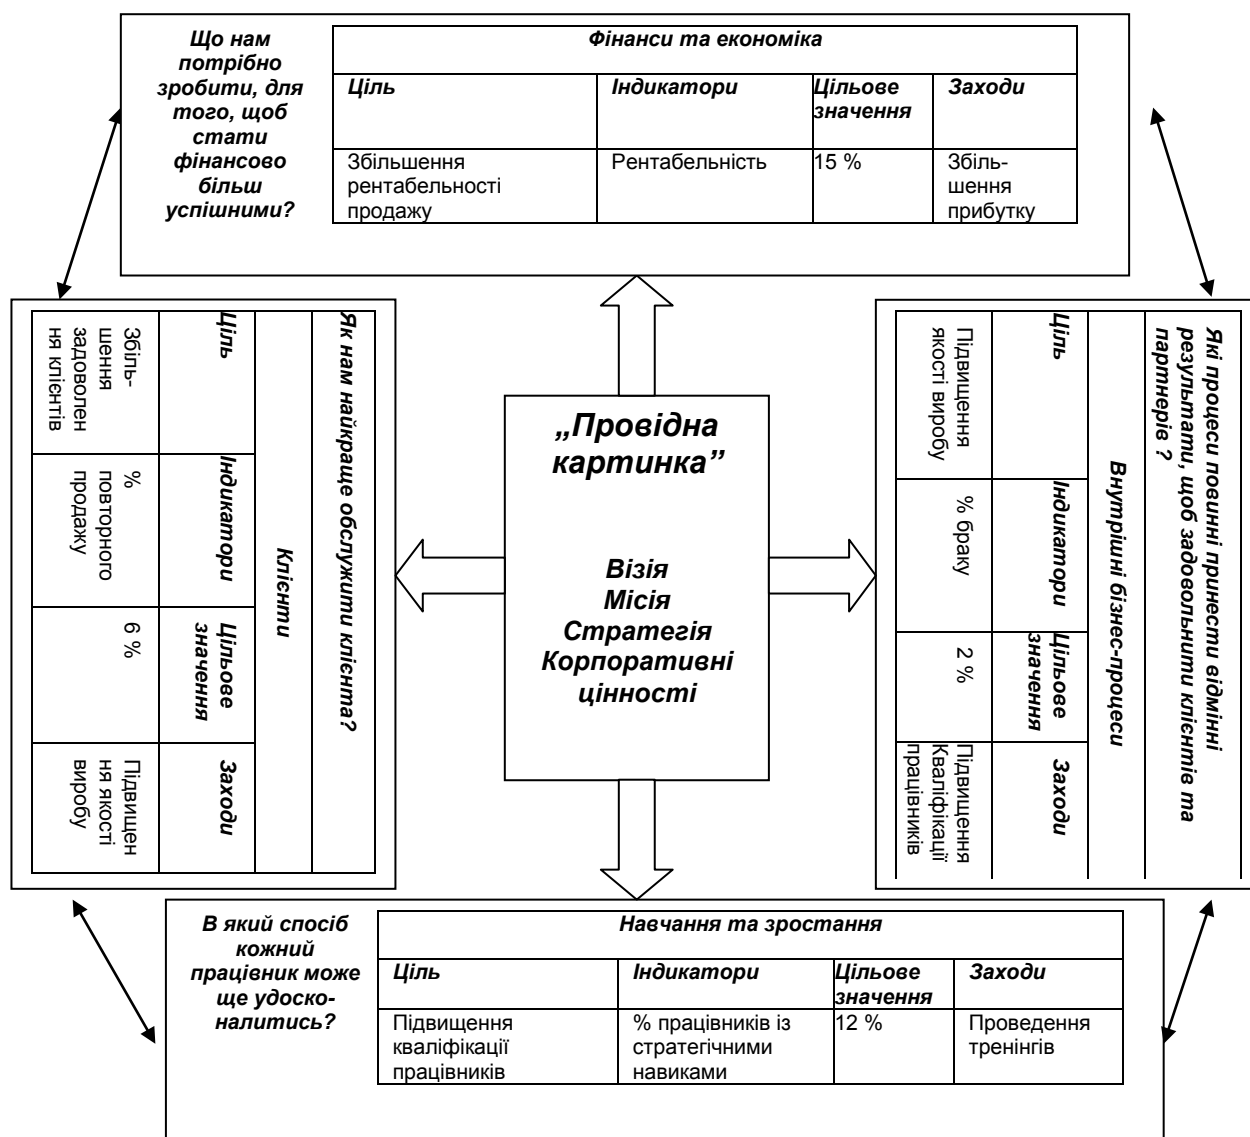 Що нам
потрібно
зробити, для
того, щоб
стати
фінансово
більш
успішними?
Фінанси та економіка
Ціль
Індикатори
Цільове
значення
Заходи
Збільшення
рентабельності
продажу
Рентабельність
15 %
Збіль-
шення
прибутку
Як нам найкраще обслужити клієнта?
Клієнти
Ціль
Індикатори
Цільове
значення
Заходи
Збіль-
шення
задоволен
ня клієнтів
%
повторного
продажу
6 %
Підвищен
ня якості
виробу
„Провідна
картинка”
Візія
Місія
Стратегія
Корпоративні
цінності
Які процеси повинні принести відмінні
результати, щоб задовольнити клієнтів та
партнерів ?
Внутрішні бізнес-процеси
Ціль
Індикатори
Цільове
значення
Заходи
Підвищення
якості виробу
% браку
2 %
Підвищення
Кваліфікації
працівників
В який спосіб
кожний
працівник може
ще удоско-
налитись?
Навчання та зростання
Ціль
Індикатори
Цільове
значення
Заходи
Підвищення
кваліфікації
працівників
% працівників із
стратегічними
навиками
12 %
Проведення
тренінгів